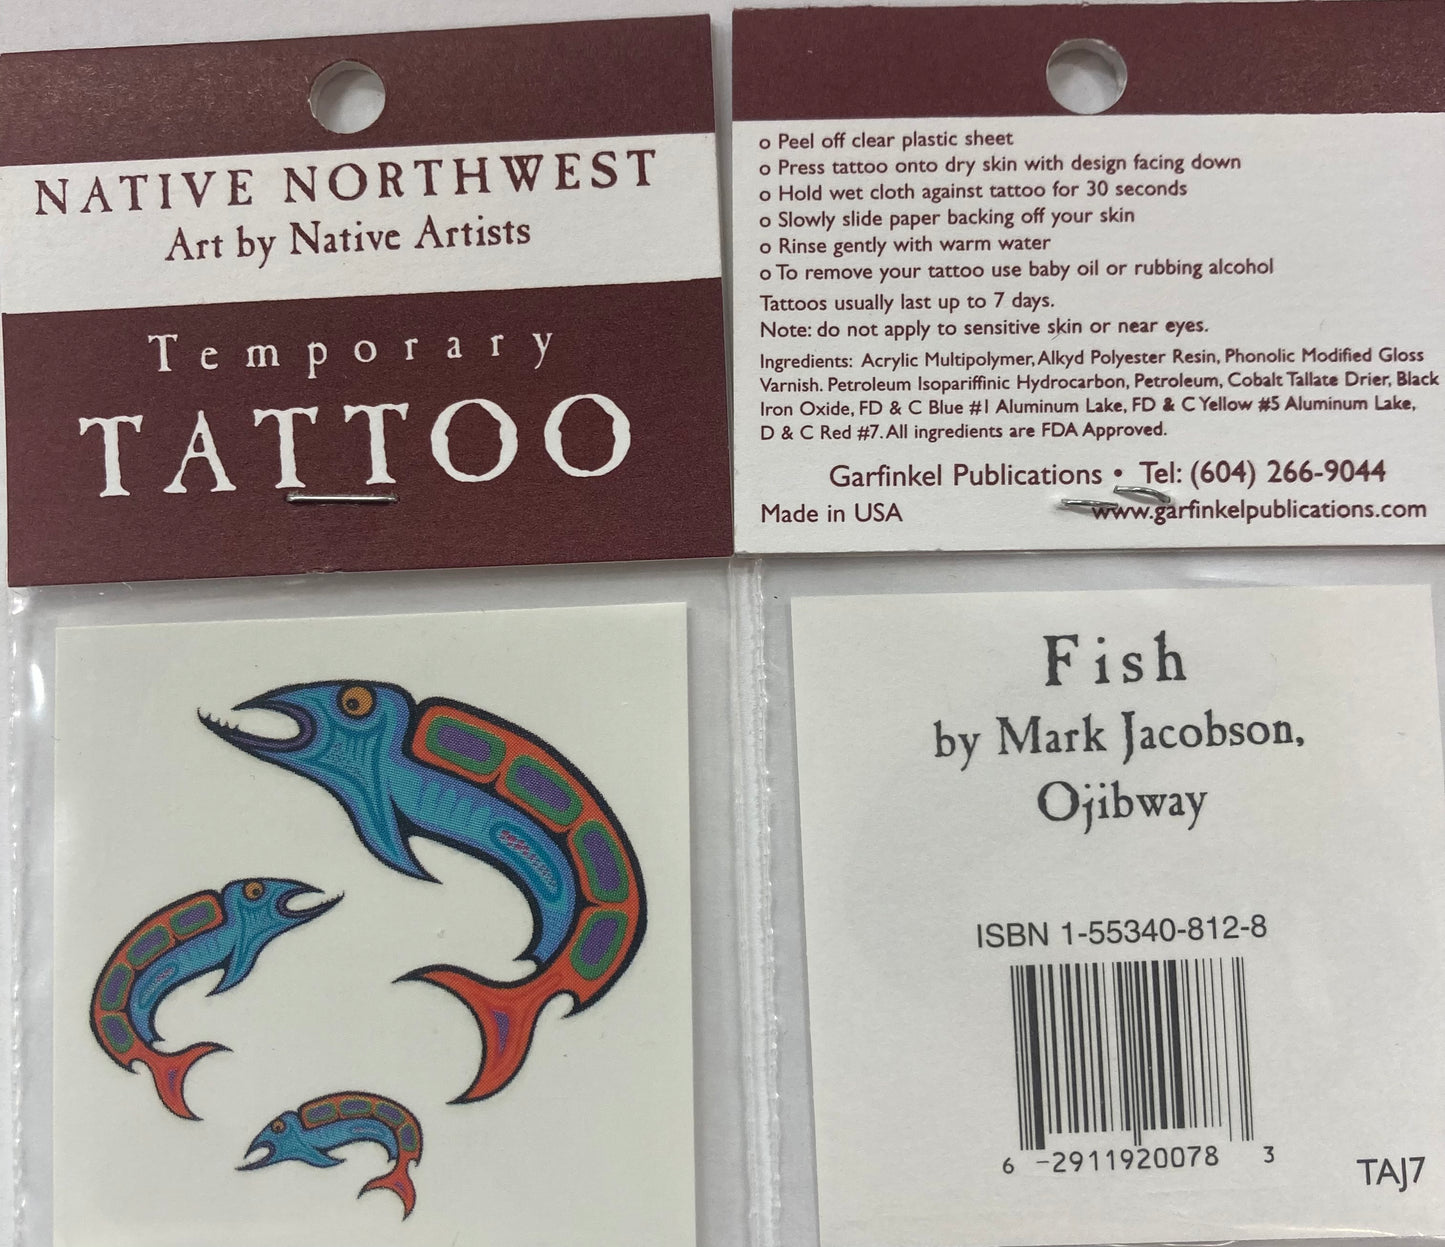 NATIVE NORTHWEST
Art by Native Artists
Temporary
TATTOO
o Peel off clear plastic sheet
o Press tattoo onto dry skin with design facing down
o Hold wet cloth against tattoo for 30 seconds
o Slowly slide paper backing off your skin
o Rinse gently with warm water
o To remove your tattoo use baby oil or rubbing alcohol
Tattoos usually last up to 7 days.
Note: do not apply to sensitive skin or near eyes.
Ingredients: Acrylic Multipolymer, Alkyd Polyester Resin, Phonolic Modified Gloss
Varnish. Petroleum Isopariffinic Hydrocarbon, Petroleum, Cobalt Tallate Drier, Black
Iron Oxide, FD & C Blue #1 Aluminum Lake, FD & C Yellow #5 Aluminum Lake,
D & C Red #7. All ingredients are FDA Approved.
Garfinkel Publications • Tel: (604) 266-9044
Made in USA www.garfinkelpublications.com
Fish
by Mark Jacobson,
Ojibway
ISBN 1-55340-812-8
6 -2911920078 3
TAJ7